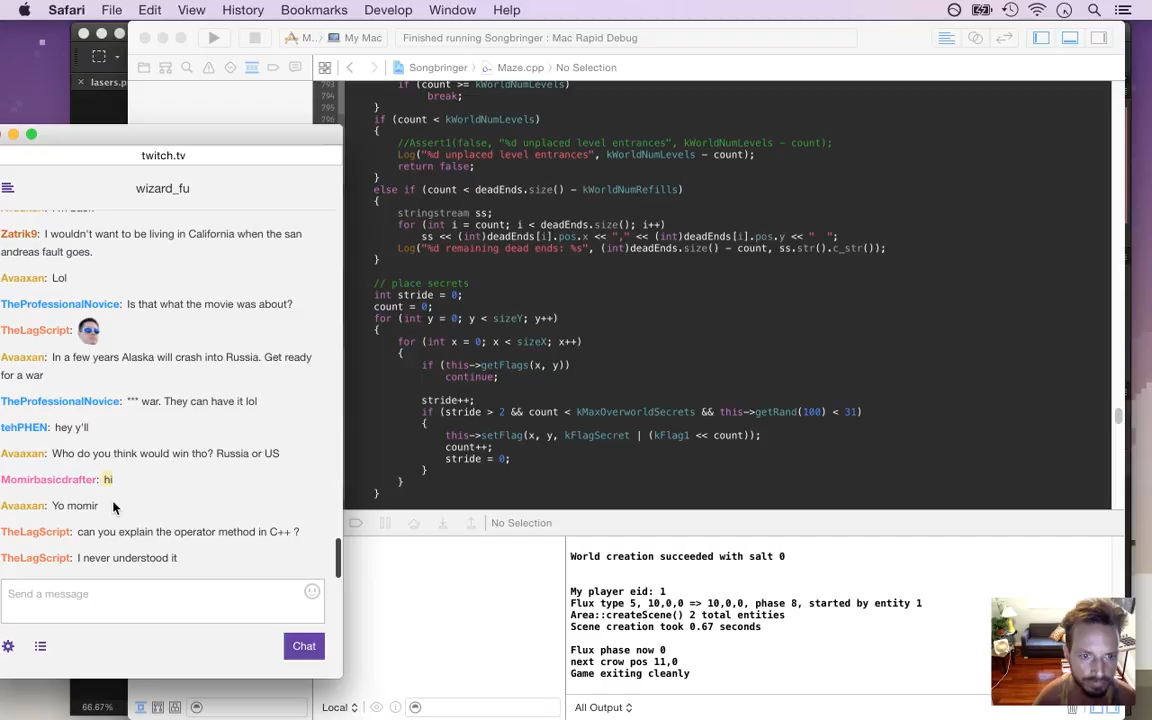 Safari File Edit View History Bookmarks Develop Window Help
M... My Mac
Finished running Songbringer : Mac Rapid Debug
lasers.p
Songbringer Maze.cpp No Selection
793
794
795
796
if (count >= kWorldNumLevels)
break;
}
if (count < kWorldNumLevels)
{
//Assert1(false, "%d unplaced level entrances", kWorldNumLevels - count);
Log("%d unplaced level entrances", kWorldNumLevels - count);
return false;
}
else if (count < deadEnds.size() - kWorldNumRefills)
{
stringstream ss;
for (int i = count; i < deadEnds.size(); i++)
ss << (int)deadEnds[i].pos.x << "," << (int)deadEnds[i].pos.y << "  ";
Log("%d remaining dead ends: %s", (int)deadEnds.size() - count, ss.str().c_str());
}
// place secrets
int stride = 0;
count = 0;
for (int y = 0; y < sizeY; y++)
{
for (int x = 0; x < sizeX; x++)
{
if (this->getFlags(x, y))
continue;
stride++;
if (stride > 2 && count < kMaxOverworldSecrets && this->getRand(100) < 31)
{
this->setFlag(x, y, kFlagSecret | (kFlag1 << count));
count++;
stride = 0;
}
}
}
twitch.tv
wizard_fu
Zatrik9: I wouldn't want to be living in California when the san
andreas fault goes.
Avaaxan: Lol
TheProfessionalNovice: Is that what the movie was about?
TheLagScript:
Avaaxan: In a few years Alaska will crash into Russia. Get ready
for a war
TheProfessionalNovice: *** war. They can have it lol
tehPHEN: hey y'll
Avaaxan: Who do you think would win tho? Russia or US
Momirbasicdrafter: hi
Avaaxan: Yo momir
TheLagScript: can you explain the operator method in C++ ?
TheLagScript: I never understood it
Send a message
Chat
No Selection
World creation succeeded with salt 0
My player eid: 1
Flux type 5, 10,0,0 => 10,0,0, phase 8, started by entity 1
Area::createScene() 2 total entities
Scene creation took 0.67 seconds
Flux phase now 0
next crow pos 11,0
Game exiting cleanly
66.67%
Local
All Output